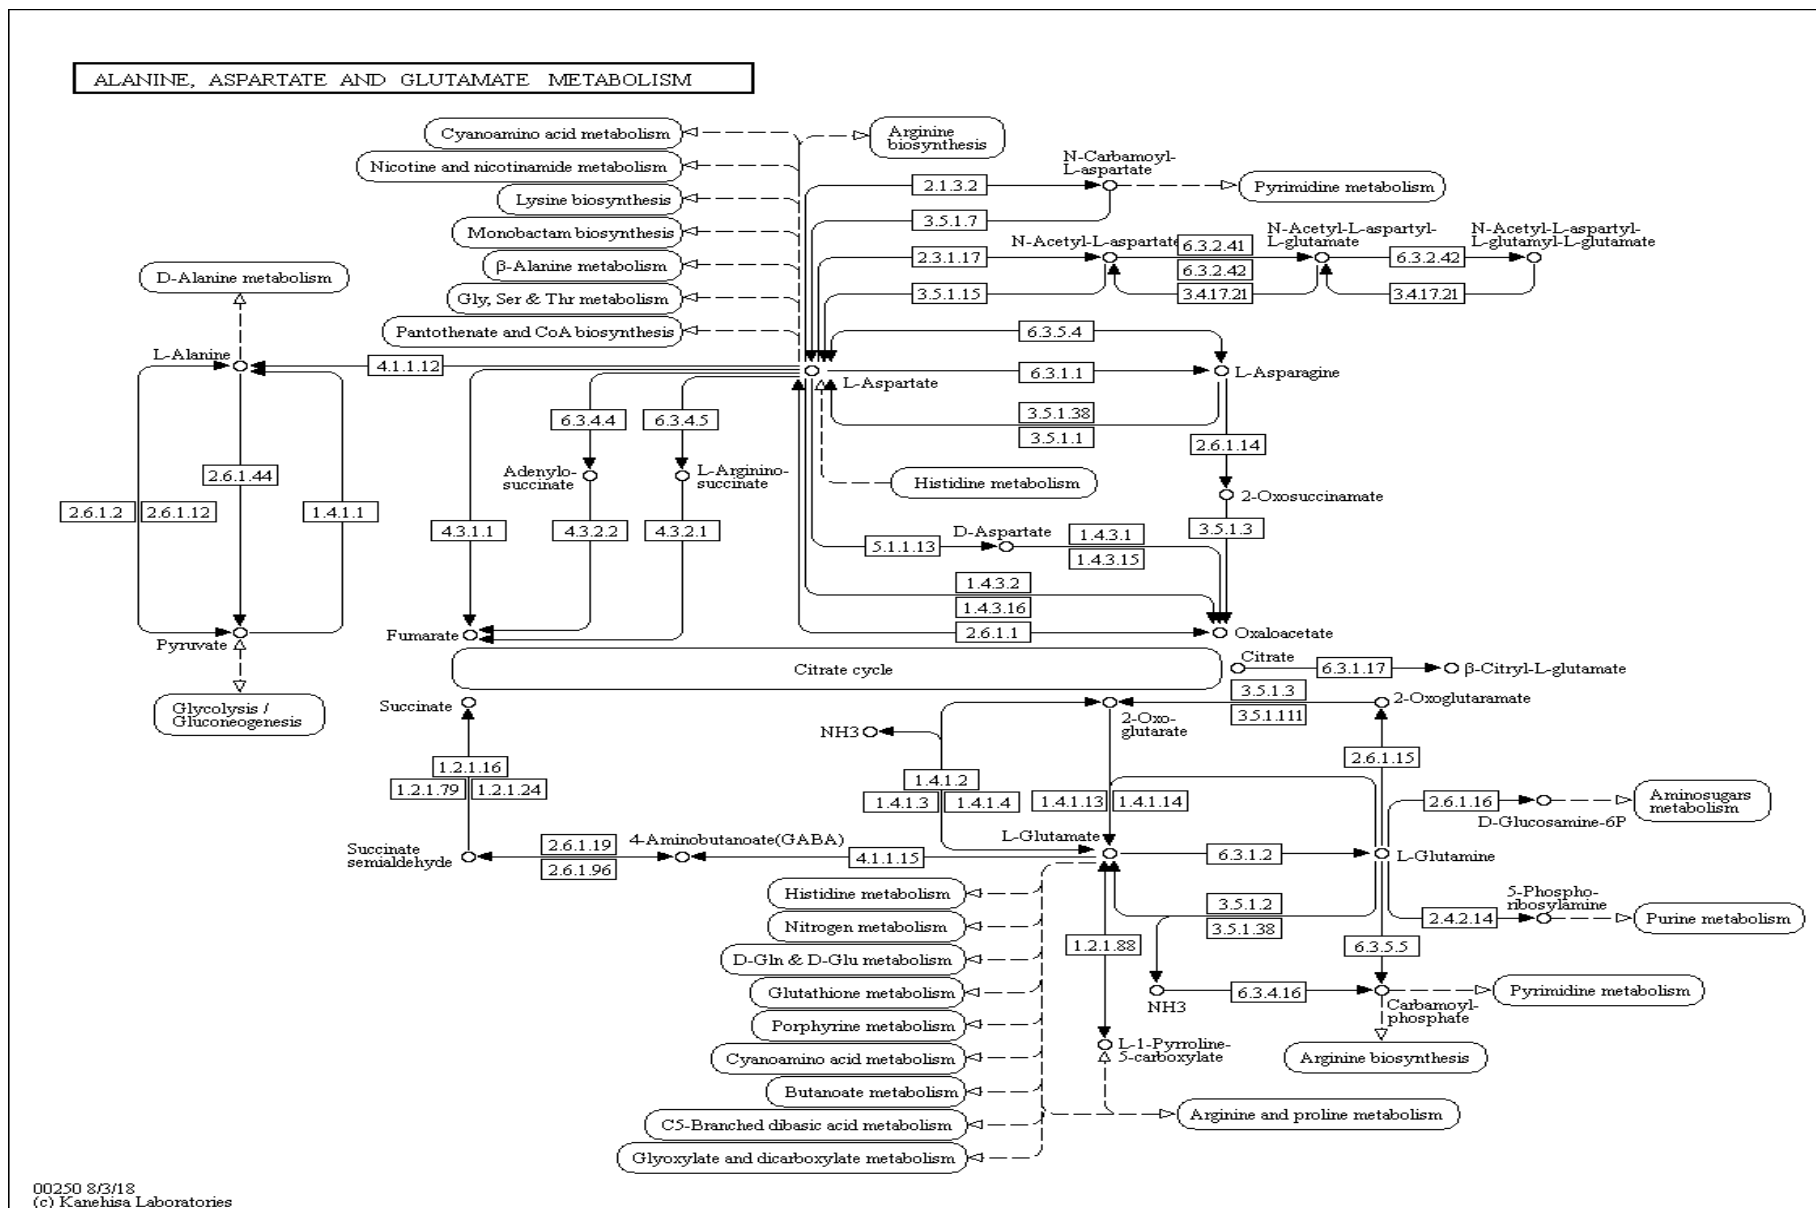 ALANINE, ASPARTATE AND GLUTAMATE METABOLISM
Cyanoamino acid metabolism
Arginine
biosynthesis
Nicotine and nicotinamide metabolism
N-Carbamoyl-
L-aspartate
Lysine biosynthesis
2.1.3.2
Pyrimidine metabolism
Monobactam biosynthesis
3.5.1.7
N-Acetyl-L-aspartate
6.3.2.41
N-Acetyl-L-aspartyl-
L-glutamate
N-Acetyl-L-aspartyl-
L-glutamyl-L-glutamate
β-Alanine metabolism
2.3.1.17
6.3.2.42
6.3.2.42
D-Alanine metabolism
Gly, Ser & Thr metabolism
3.5.1.15
3.4.17.21
3.4.17.21
Pantothenate and CoA biosynthesis
6.3.5.4
L-Alanine
4.1.1.12
L-Aspartate
6.3.1.1
L-Asparagine
6.3.4.4
6.3.4.5
3.5.1.38
3.5.1.1
2.6.1.14
2.6.1.44
Adenylo-
succinate
L-Arginino-
succinate
Histidine metabolism
2-Oxosuccinamate
2.6.1.2
2.6.1.12
1.4.1.1
4.3.1.1
4.3.2.2
4.3.2.1
D-Aspartate
5.1.1.13
1.4.3.1
1.4.3.15
3.5.1.3
1.4.3.2
1.4.3.16
Pyruvate
Fumarate
2.6.1.1
Oxaloacetate
Citrate cycle
Citrate
6.3.1.17
β-Citryl-L-glutamate
Glycolysis /
Gluconeogenesis
Succinate
NH3
2-Oxo-
glutarate
3.5.1.3
3.5.1.111
2-Oxoglutaramate
1.2.1.16
1.2.1.79
1.2.1.24
1.4.1.2
1.4.1.3
1.4.1.4
1.4.1.13
1.4.1.14
2.6.1.15
2.6.1.16
Aminosugars
metabolism
D-Glucosamine-6P
Succinate
semialdehyde
2.6.1.19
2.6.1.96
4-Aminobutanoate(GABA)
4.1.1.15
L-Glutamate
6.3.1.2
L-Glutamine
Histidine metabolism
3.5.1.2
3.5.1.38
5-Phospho-
ribosylamine
2.4.2.14
Purine metabolism
Nitrogen metabolism
1.2.1.88
6.3.5.5
D-Gln & D-Glu metabolism
Glutathione metabolism
NH3
6.3.4.16
Carbamoyl-
phosphate
Pyrimidine metabolism
Porphyrine metabolism
Cyanoamino acid metabolism
L-1-Pyrroline-
5-carboxylate
Arginine biosynthesis
Butanoate metabolism
C5-Branched dibasic acid metabolism
Arginine and proline metabolism
Glyoxylate and dicarboxylate metabolism
00250 8/3/18
(c) Kanehisa Laboratories